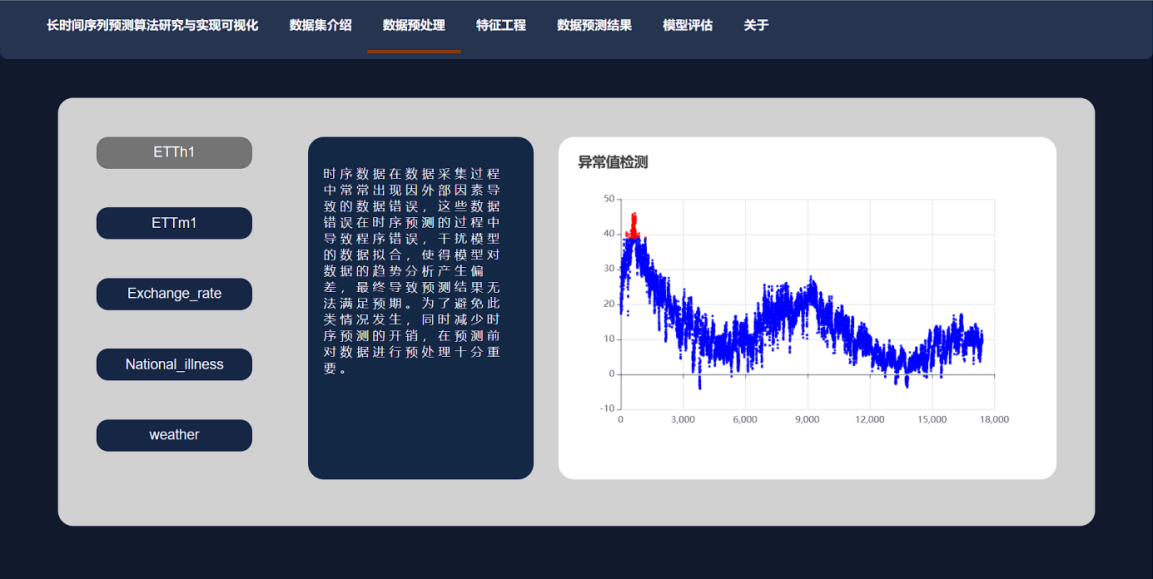 长时间序列预测算法研究与实现可视化 数据集介绍 数据预处理 特征工程 数据预测结果 模型评估 关于
ETTh1
ETTm1
Exchange_rate
National_illness
weather
时序数据在数据采集过程
中常常出现因外部因素导
致的数据错误，这些数据
错误在时序预测的过程中
导致程序错误，干扰模型
的数据拟合，使得模型对
数据的趋势分析产生偏
差，最终导致预测结果无
法满足预期。为了避免此
类情况发生，同时减少时
序预测的开销，在预测前
对数据进行预处理十分重
要。
异常值检测
50
40
30
20
10
0
-10
0 3,000 6,000 9,000 12,000 15,000 18,000